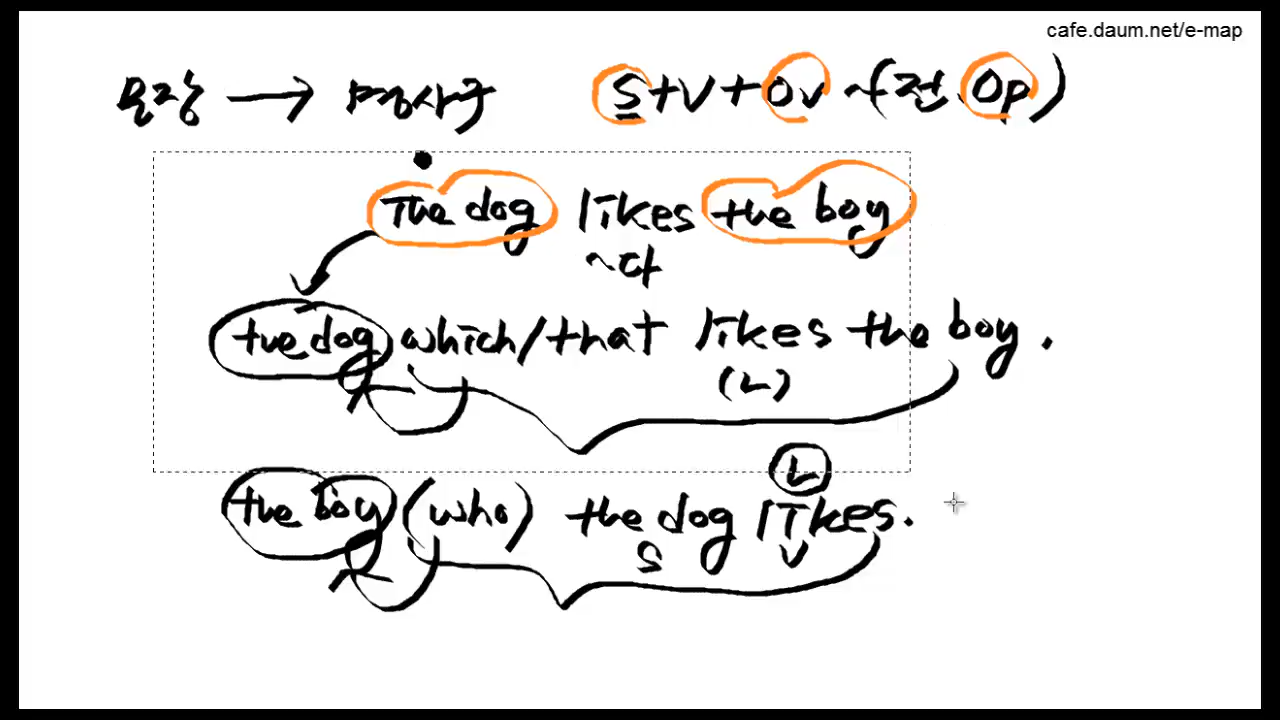 cafe.daum.net/e-map
문장 → 명사구 S+V+Ov ~(전.Op)
The dog likes the boy
~다
the dog which/that likes the boy.
(ㄴ)
ㄴ
the boy (who) the dog likes.
S V